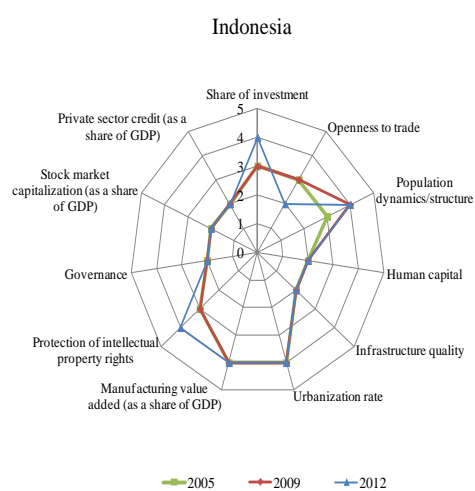 Indonesia
Share of investment
Openness to trade
Population
dynamics/structure
Human capital
Infrastructure quality
Urbanization rate
Manufacturing value
added (as a share of GDP)
Protection of intellectual
property rights
Governance
Stock market
capitalization (as a share
of GDP)
Private sector credit (as a
share of GDP)
5
4
3
2
1
0
2005
2009
2012